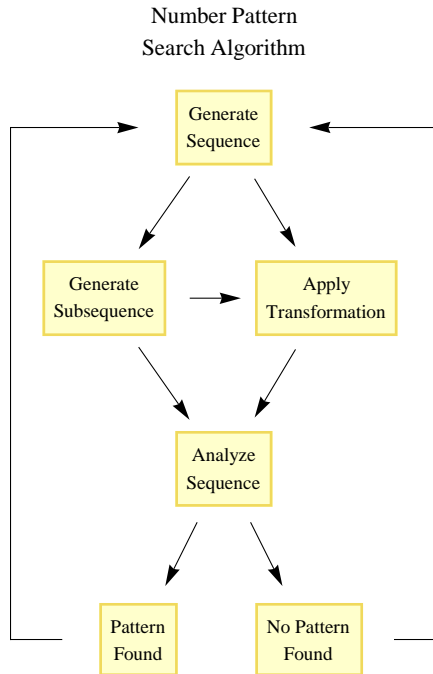 Number Pattern
Search Algorithm
Generate
Sequence
Generate
Subsequence
Apply
Transformation
Analyze
Sequence
Pattern
Found
No Pattern
Found